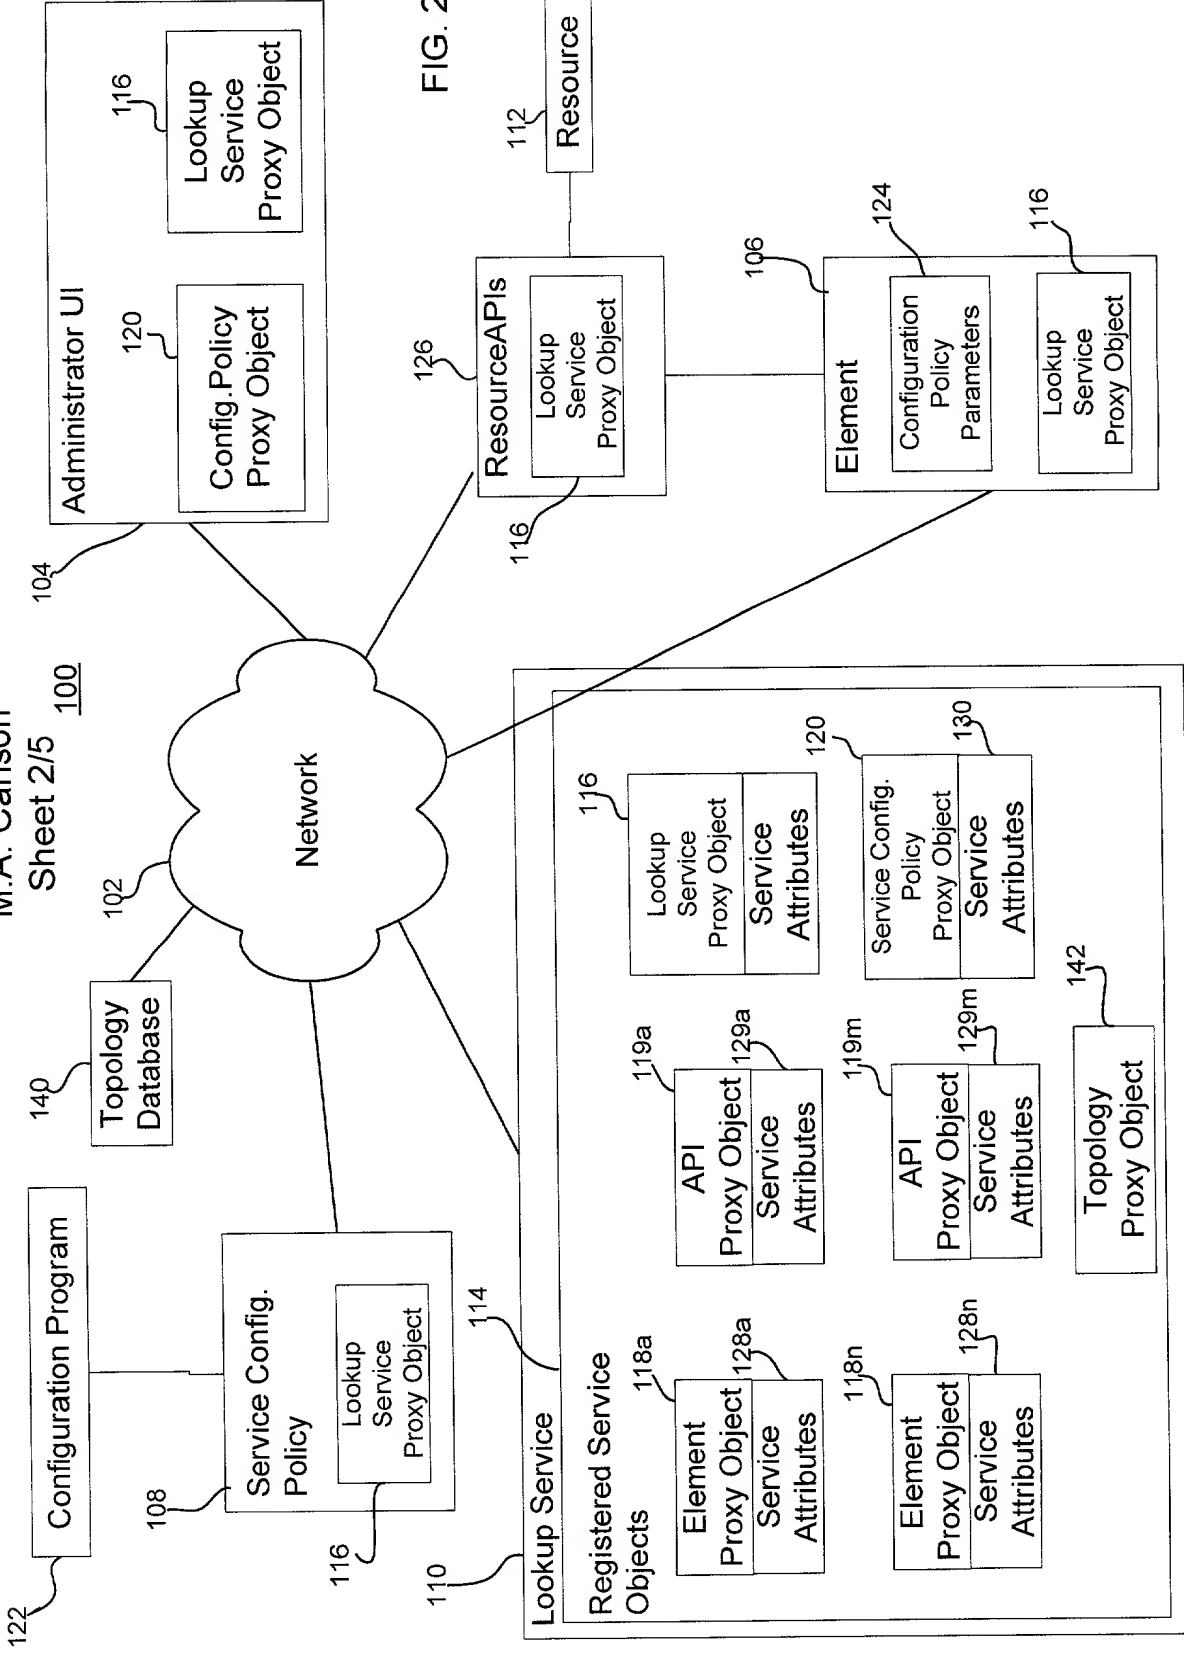 M.A. Carlson
Sheet 2/5
100
122
Configuration Program
140
Topology
Database
102
Network
104
Administrator UI
120
Config.Policy
Proxy Object
116
Lookup
Service
Proxy Object
FIG. 2
108
Service Config.
Policy
Lookup
Service
Proxy Object
116
126
ResourceAPIs
Lookup
Service
Proxy Object
116
112
Resource
106
Element
124
Configuration
Policy
Parameters
116
Lookup
Service
Proxy Object
110
Lookup Service
114
Registered Service
Objects
118a
Element
Proxy Object
128a
Service
Attributes
119a
API
Proxy Object
129a
Service
Attributes
116
Lookup
Service
Proxy Object
Service
Attributes
118n
Element
Proxy Object
128n
Service
Attributes
119m
API
Proxy Object
129m
Service
Attributes
120
Service Config.
Policy
Proxy Object
130
Service
Attributes
142
Topology
Proxy Object